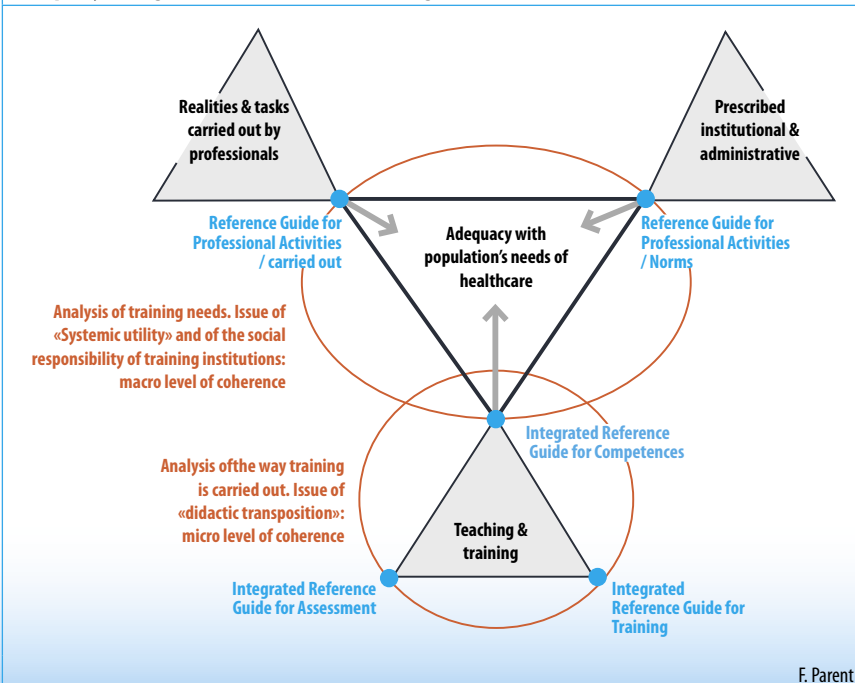 Realities & tasks
carried out by
professionals
Prescribed
institutional &
administrative
Reference Guide for
Professional Activities
/ carried out
Adequacy with
population's needs of
healthcare
Reference Guide for
Professional Activities
/ Norms
Analysis of training needs. Issue of
«Systemic utility» and of the social
responsibility of training institutions:
macro level of coherence
Integrated Reference
Guide for Competences
Analysis ofthe way training
is carried out. Issue of
«didactic transposition»:
micro level of coherence
Teaching &
training
Integrated Reference
Guide for Assessment
Integrated
Reference Guide for
Training
F. Parent